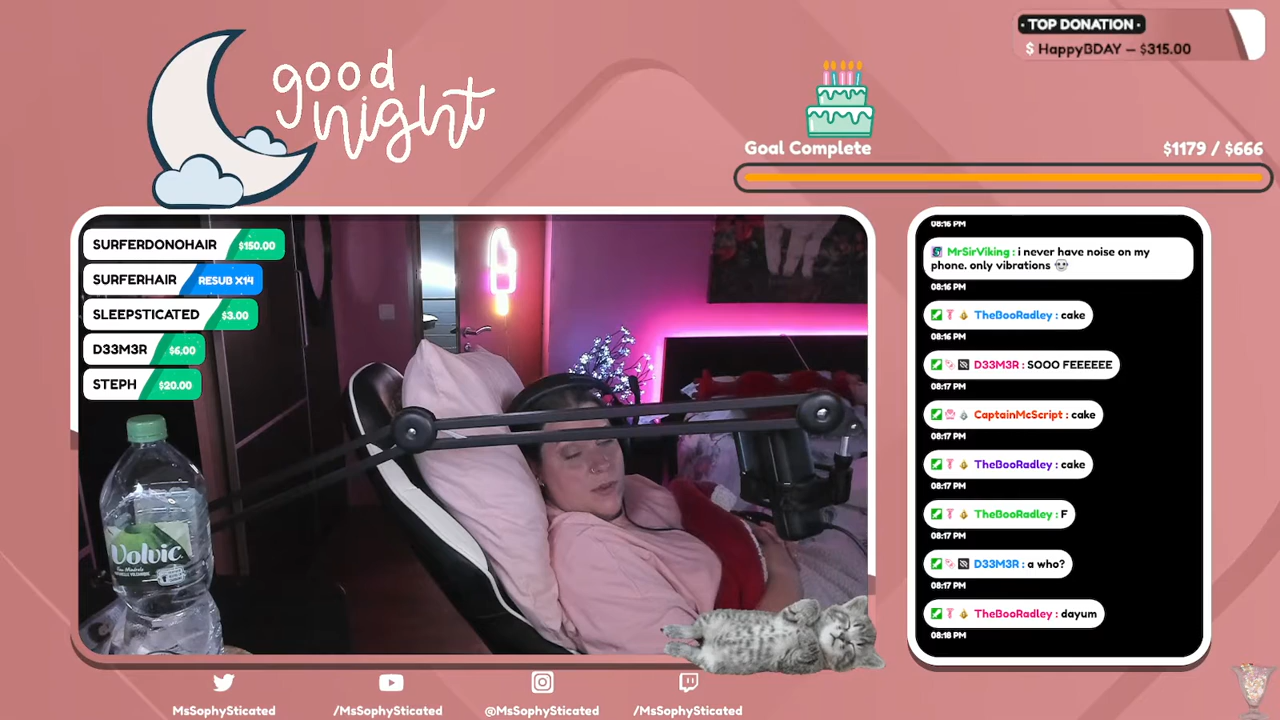 · TOP DONATION ·
$ HappyBDAY – $315.00
good
night
Goal Complete
$1179 / $666
SURFERDONOHAIR $150.00
SURFERHAIR RESUB X14
SLEEPSTICATED $3.00
D33M3R $6.00
STEPH $20.00
Volvic
08:16 PM
MrSirViking : i never have noise on my
phone. only vibrations
08:16 PM
TheBooRadley : cake
08:16 PM
D33M3R : SOOO FEEEEEE
08:17 PM
CaptainMcScript : cake
08:17 PM
TheBooRadley : cake
08:17 PM
TheBooRadley : F
08:17 PM
D33M3R : a who?
08:17 PM
TheBooRadley : dayum
08:18 PM
MsSophySticated
/MsSophySticated
@MsSophySticated
/MsSophySticated